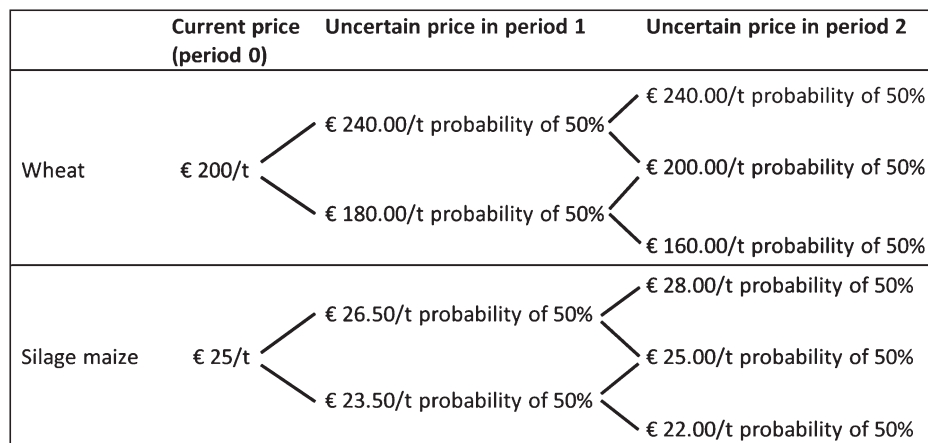 Current price Uncertain price in period 1 Uncertain price in period 2
(period 0)
€ 240.00/t probability of 50%
€ 240.00/t probability of 50%
Wheat € 200/t € 200.00/t probability of 50%
€ 180.00/t probability of 50%
€ 160.00/t probability of 50%
€ 28.00/t probability of 50%
€ 26.50/t probability of 50%
Silage maize € 25/t € 25.00/t probability of 50%
€ 23.50/t probability of 50%
€ 22.00/t probability of 50%